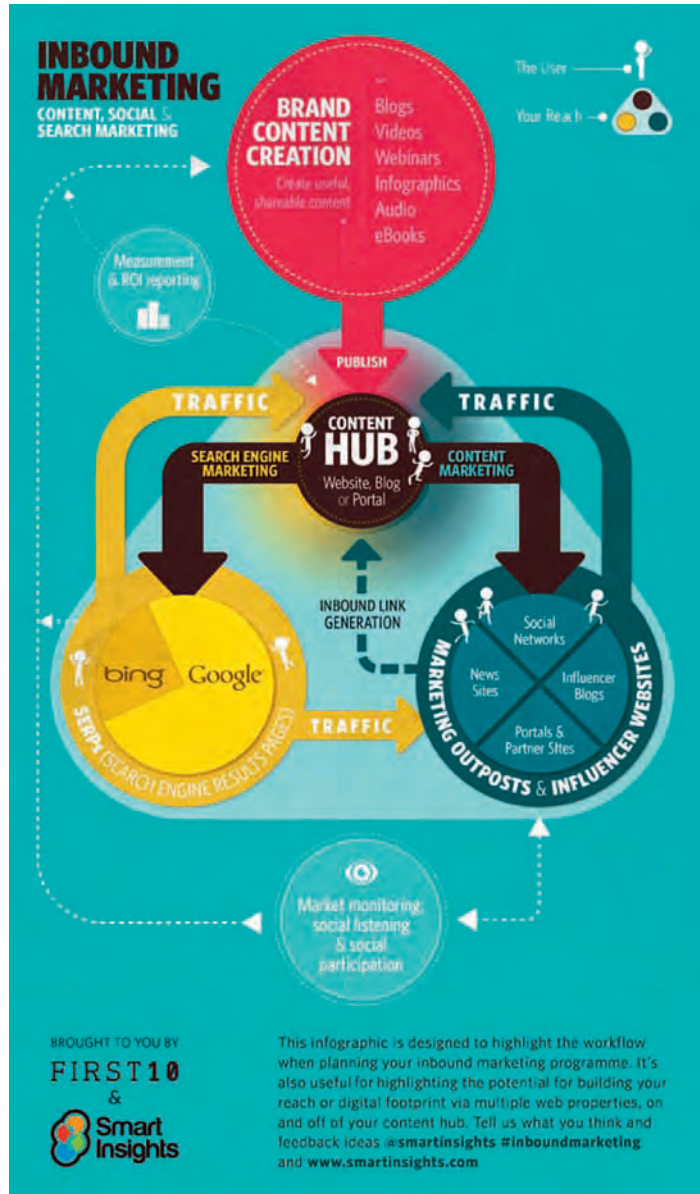 INBOUND
MARKETING
CONTENT, SOCIAL &
SEARCH MARKETING
The User
Your Reach
BRAND
CONTENT
CREATION
Create useful,
shareable content
Blogs
Videos
Webinars
Infographics
Audio
eBooks
Measurement
& ROI reporting
PUBLISH
TRAFFIC
TRAFFIC
CONTENT
HUB
Website, Blog
or Portal
SEARCH ENGINE
MARKETING
CONTENT
MARKETING
INBOUND LINK
GENERATION
bing
Google
SERPs (SEARCH ENGINE RESULTS PAGES)
TRAFFIC
Social
Networks
News
Sites
Influencer
Blogs
Portals &
Partner Sites
MARKETING OUTPOSTS & INFLUENCER WEBSITES
Market monitoring,
social listening
& social
participation
BROUGHT TO YOU BY
FIRST10
&
Smart
Insights
This infographic is designed to highlight the workflow
when planning your inbound marketing programme. It's
also useful for highlighting the potential for building your
reach or digital footprint via multiple web properties, on
and off of your content hub. Tell us what you think and
feedback ideas @smartinsights #inboundmarketing
and www.smartinsights.com